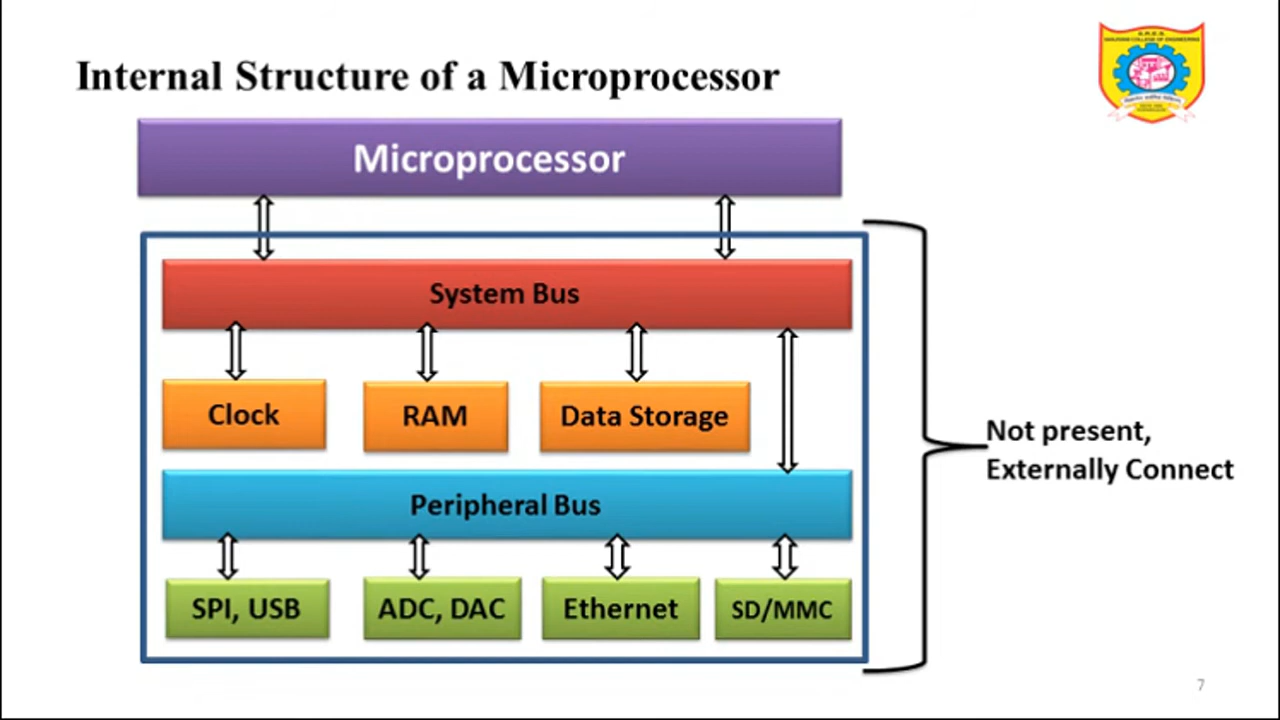 Internal Structure of a Microprocessor
Microprocessor
System Bus
Clock
RAM
Data Storage
Peripheral Bus
SPI, USB
ADC, DAC
Ethernet
SD/MMC
Not present,
Externally Connect
7